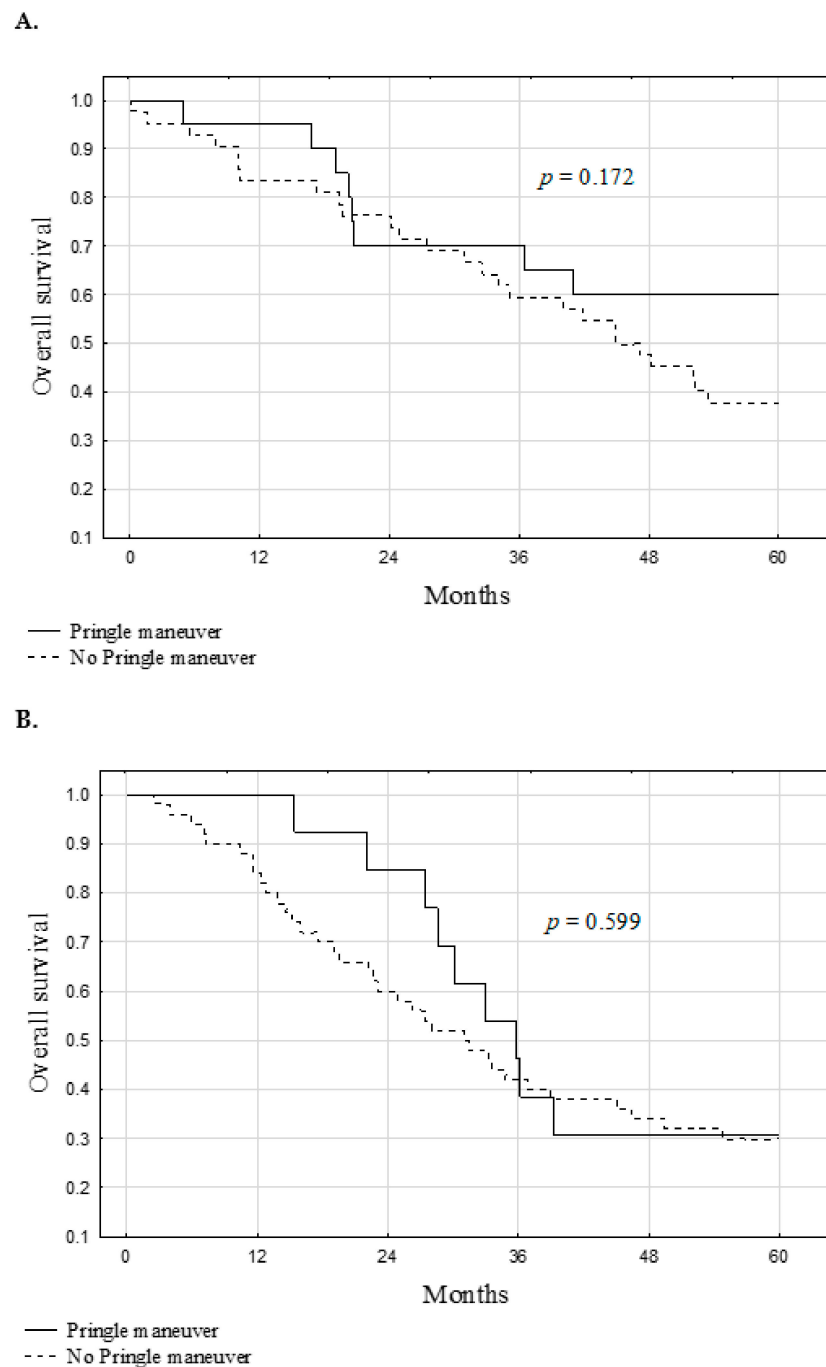 A.
1.0
0.9
0.8
0.7
0.6
0.5
0.4
0.3
0.2
0.1
Overall survival
p = 0.172
0 12 24 36 48 60
Months
Pringle maneuver
No Pringle maneuver
B.
1.0
0.9
0.8
0.7
0.6
0.5
0.4
0.3
0.2
0.1
Overall survival
p = 0.599
0 12 24 36 48 60
Months
Pringle maneuver
No Pringle maneuver